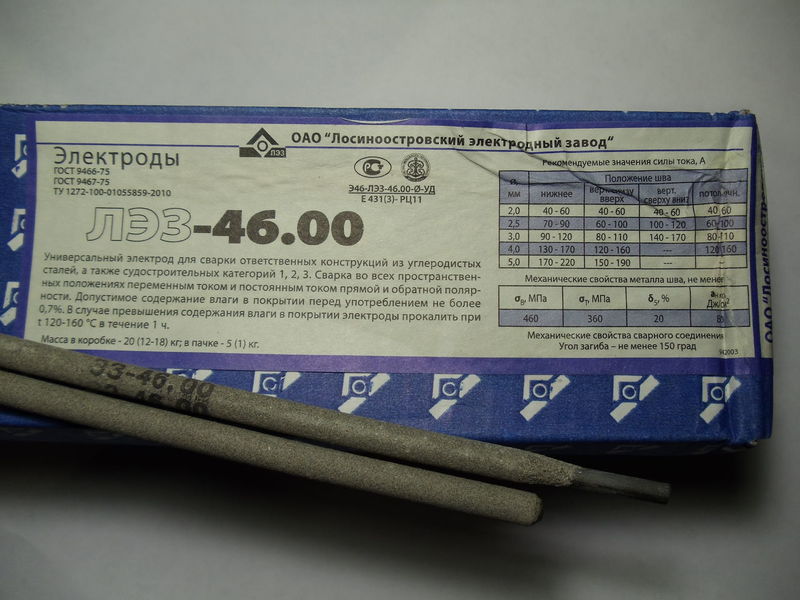 ОАО "Лосиноостровский электродный завод"
ЛЭЗ
Электроды
ГОСТ 9466-75
ГОСТ 9467-75
ТУ 1272-100-01055859-2010
Э46-ЛЭЗ-46.00-Ф-УД
Е 431(3)- РЦ11
ЛЭЗ-46.00
Универсальный электрод для сварки ответственных конструкций из углеродистых
сталей, а также судостроительных категорий 1, 2, 3. Сварка во всех пространствен-
ных положениях переменным током и постоянным током прямой и обратной поляр-
ности. Допустимое содержание влаги в покрытии перед употреблением не более
0,7%. В случае превышения содержания влаги в покрытии электроды прокалить при
t 120-160 °С в течение 1 ч.
Масса в коробке - 20 (12-18) кг; в пачке - 5 (1) кг.
Рекомендуемые значения силы тока, А
Положение шва
мм нижнее верт. снизу вверх верт. сверху вниз потолочн.
2,0 40 - 60 40 - 60 40 - 60 40 60
2,5 70 - 90 60 - 100 100 - 120 60-100
3,0 90 - 120 80 - 110 140 - 170 80-110
4,0 130 - 170 120 - 160 - 120 160
5,0 170 - 220 150 - 190 - -
Механические свойства металла шва, не менее
σв, МПа σт, МПа δ5, %
460 360 20
Механические свойства сварного соединения
Угол загиба – не менее 150 град
ОАО "Лосиноостров
ЭЗ-46.00
-46.00